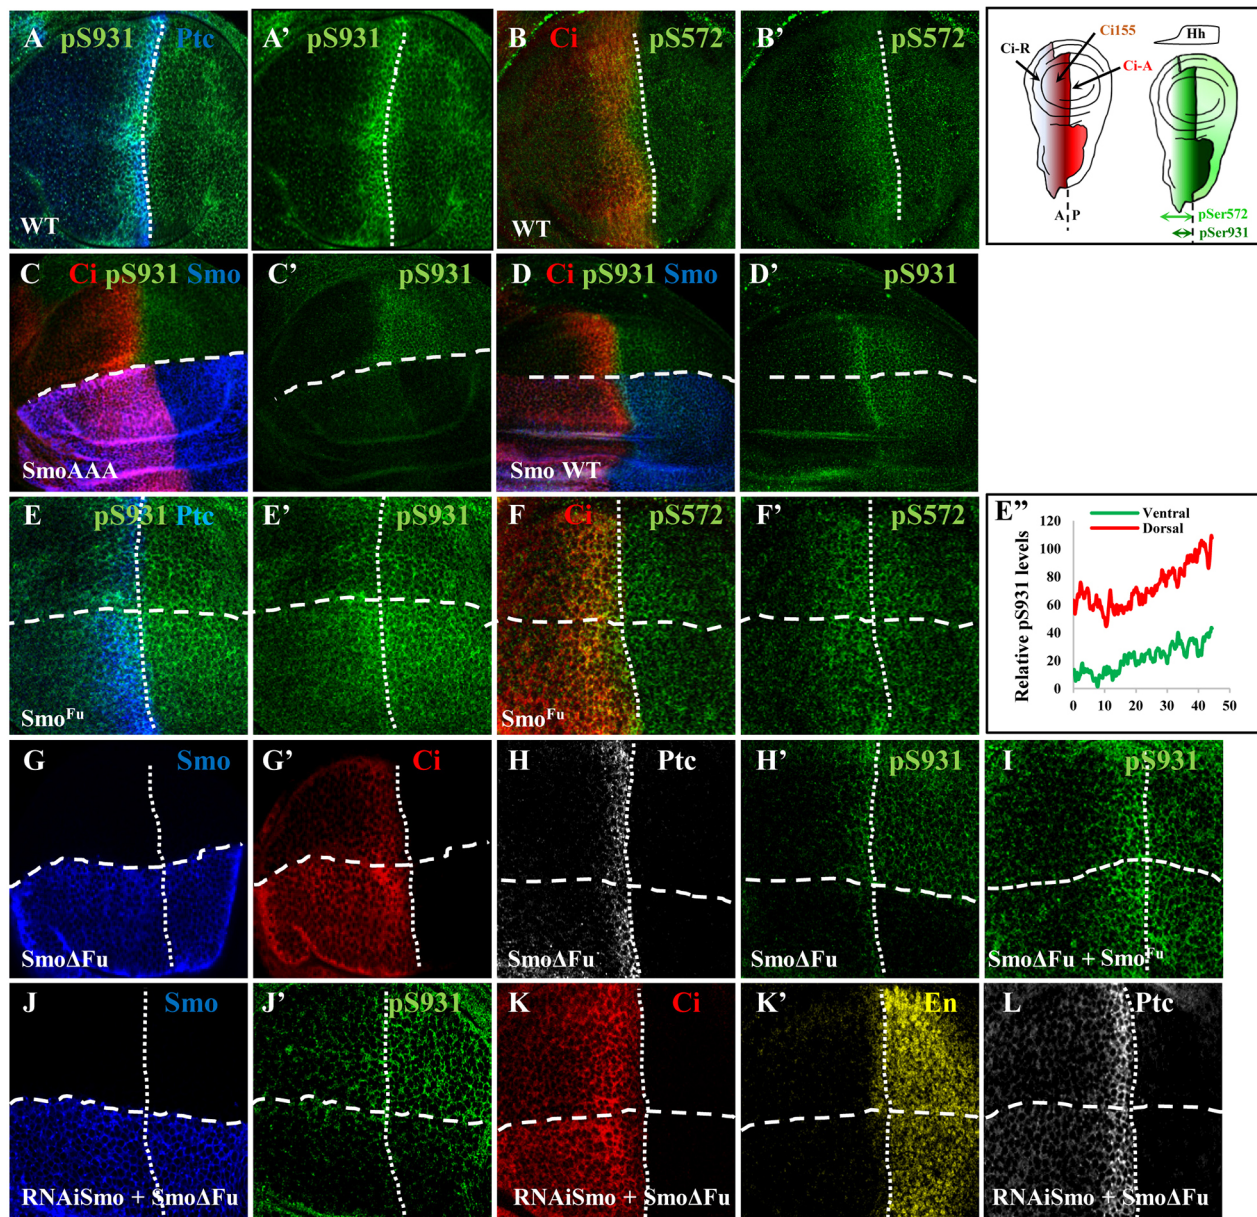 A pS931 Ptc
WT
A' pS931
B Ci pS572
B' pS572
Hh
Ci155
Ci-R
Ci-A
A P
pSer572
pSer931
C Ci pS931 Smo
SmoAAA
C' pS931
D Ci pS931 Smo
Smo WT
D' pS931
E pS931 Ptc
SmoFu
E' pS931
F Ci pS572
SmoFu
F' pS572
E”
Ventral
Dorsal
Relative pS931 levels
120
100
80
60
40
20
0
0 10 20 30 40 50
G Smo
SmoΔFu
G' Ci
H Ptc
SmoΔFu
H' pS931
SmoΔFu
I pS931
SmoΔFu + SmoFu
J Smo
RNAiSmo + SmoΔFu
J' pS931
K Ci
RNAiSmo + SmoΔFu
K' En
L Ptc
RNAiSmo + SmoΔFu